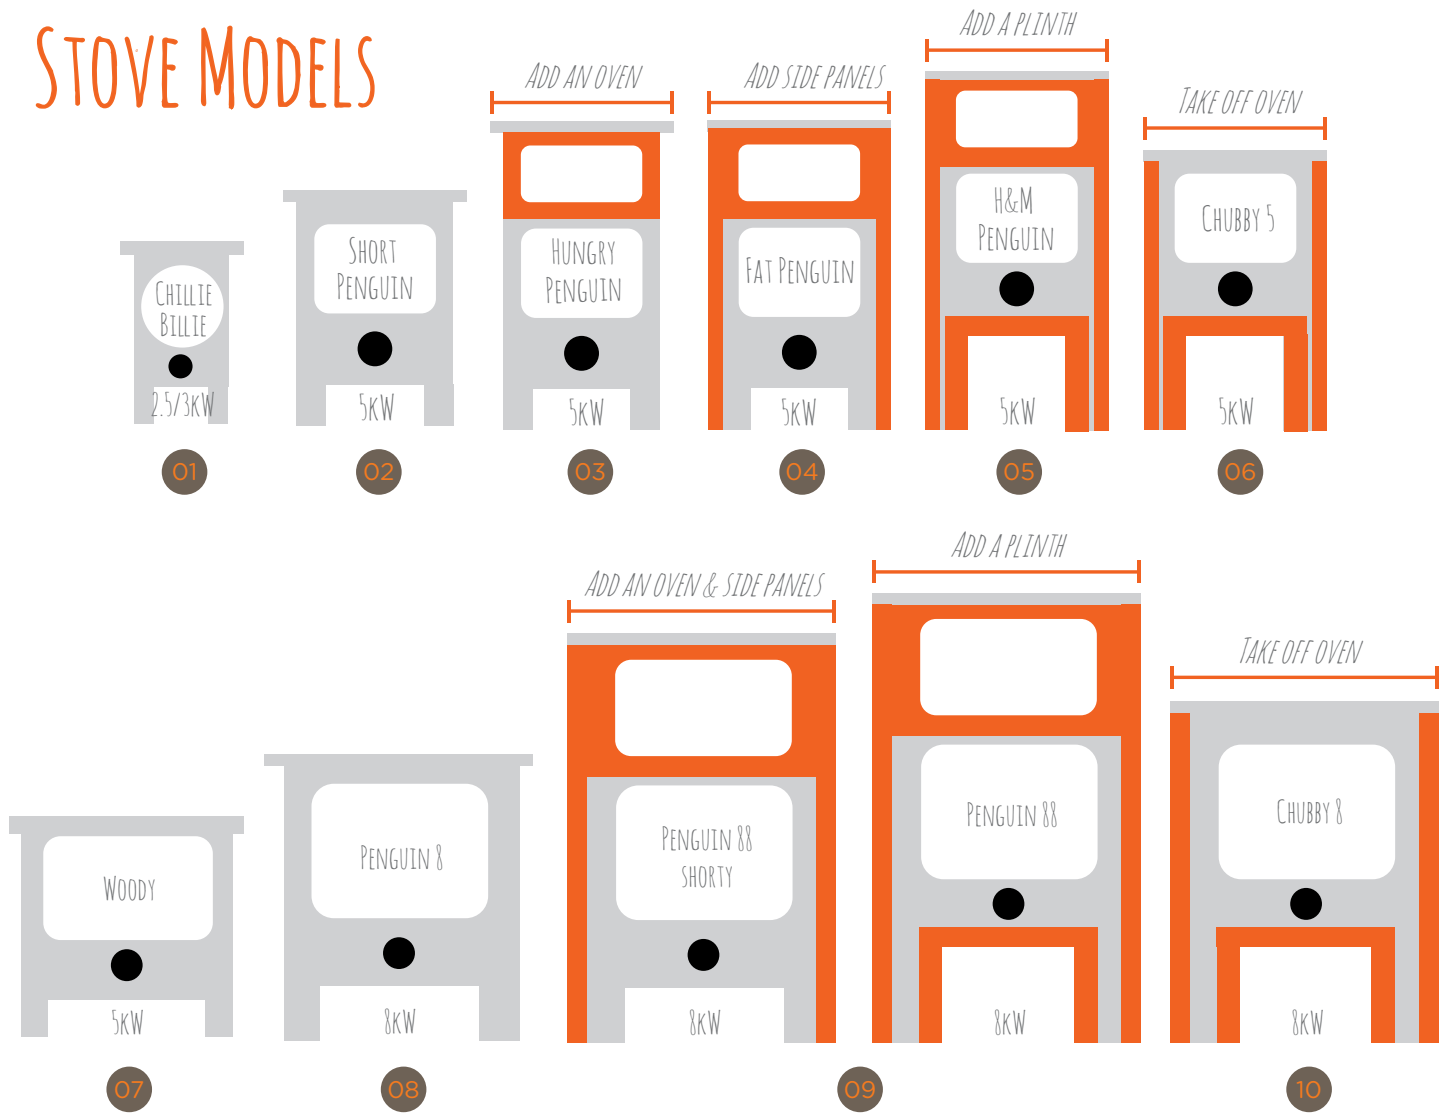 Stove Models
Add an oven
Add side panels
Add a plinth
Take off oven
Chillie
Billie
2.5/3kW
01
Short
Penguin
5kW
02
Hungry
Penguin
5kW
03
Fat Penguin
5kW
04
H&M
Penguin
5kW
05
Chubby 5
5kW
06
Add an oven & side panels
Add a plinth
Take off oven
Woody
5kW
07
Penguin 8
8kW
08
Penguin 88
shorty
8kW
09
Penguin 88
8kW
Chubby 8
8kW
10